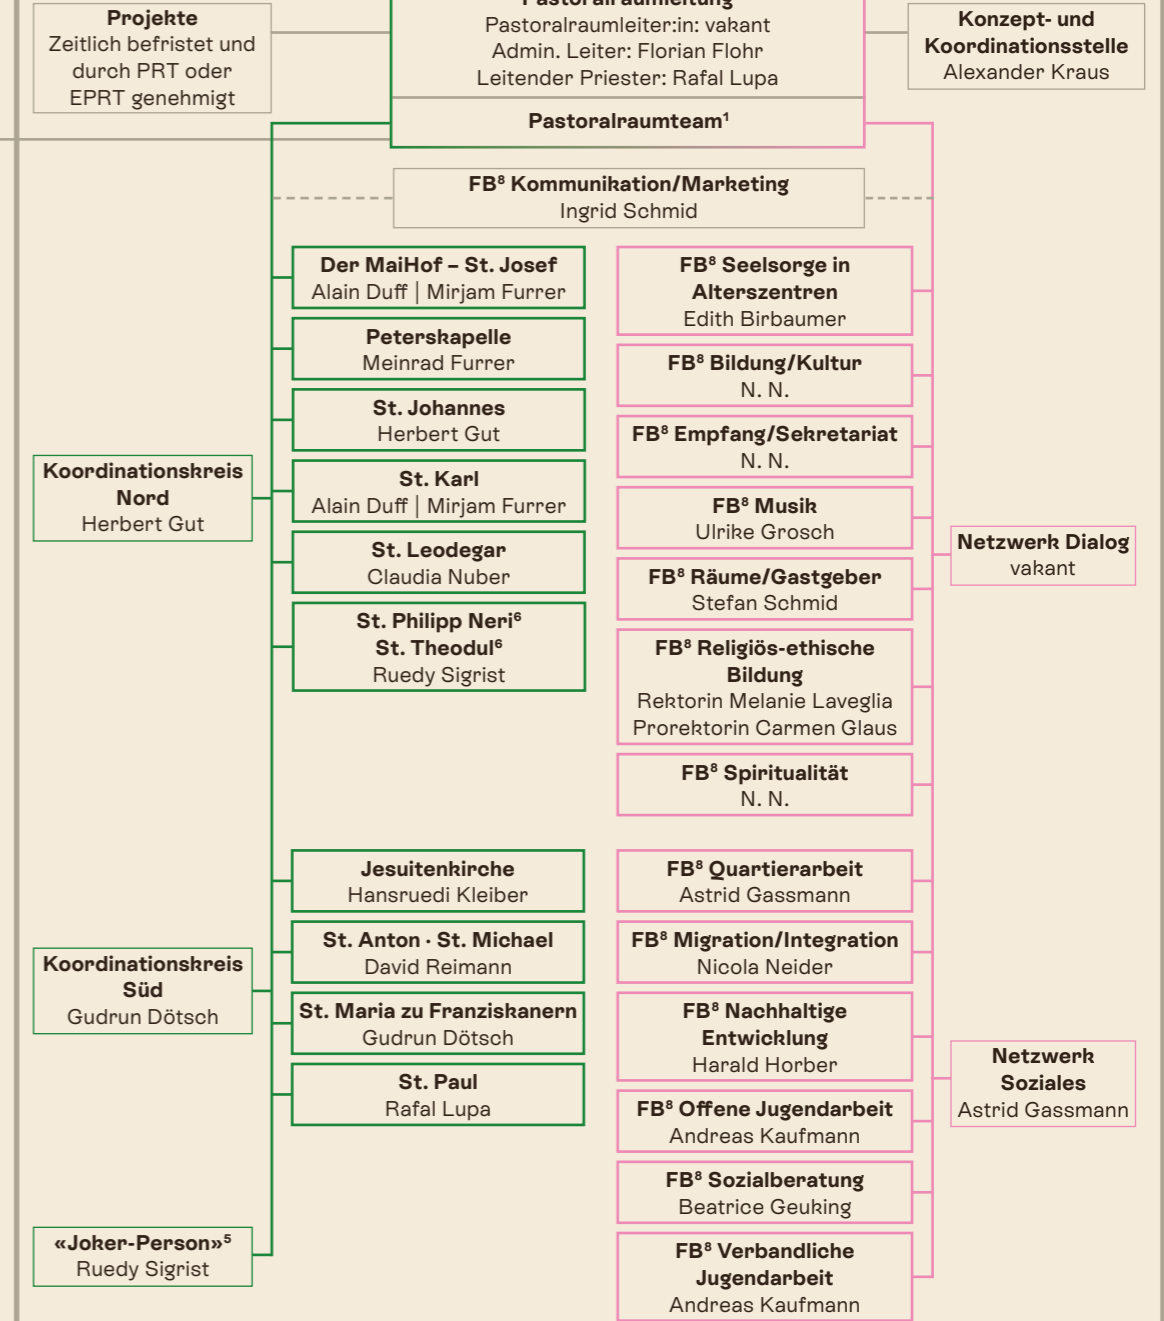 Pastoralraumleitung
Pastoralraumleiter:in: vakant
Admin. Leiter: Florian Flohr
Leitender Priester: Rafal Lupa
Pastoralraumteam¹
Projekte
Zeitlich befristet und
durch PRT oder
EPRT genehmigt
Konzept- und
Koordinationsstelle
Alexander Kraus
FB⁸ Kommunikation/Marketing
Ingrid Schmid
Koordinationskreis
Nord
Herbert Gut
Der MaiHof – St. Josef
Alain Duff | Mirjam Furrer
Peterskapelle
Meinrad Furrer
St. Johannes
Herbert Gut
St. Karl
Alain Duff | Mirjam Furrer
St. Leodegar
Claudia Nuber
St. Philipp Neri⁶
St. Theodul⁶
Ruedy Sigrist
Koordinationskreis
Süd
Gudrun Dötsch
Jesuitenkirche
Hansruedi Kleiber
St. Anton · St. Michael
David Reimann
St. Maria zu Franziskanern
Gudrun Dötsch
St. Paul
Rafal Lupa
«Joker-Person»⁵
Ruedy Sigrist
FB⁸ Seelsorge in
Alterszentren
Edith Birbaumer
FB⁸ Bildung/Kultur
N. N.
FB⁸ Empfang/Sekretariat
N. N.
FB⁸ Musik
Ulrike Grosch
FB⁸ Räume/Gastgeber
Stefan Schmid
FB⁸ Religiös-ethische
Bildung
Rektorin Melanie Laveglia
Prorektorin Carmen Glaus
FB⁸ Spiritualität
N. N.
Netzwerk Dialog
vakant
FB⁸ Quartierarbeit
Astrid Gassmann
FB⁸ Migration/Integration
Nicola Neider
FB⁸ Nachhaltige
Entwicklung
Harald Horber
FB⁸ Offene Jugendarbeit
Andreas Kaufmann
FB⁸ Sozialberatung
Beatrice Geuking
FB⁸ Verbandliche
Jugendarbeit
Andreas Kaufmann
Netzwerk
Soziales
Astrid Gassmann